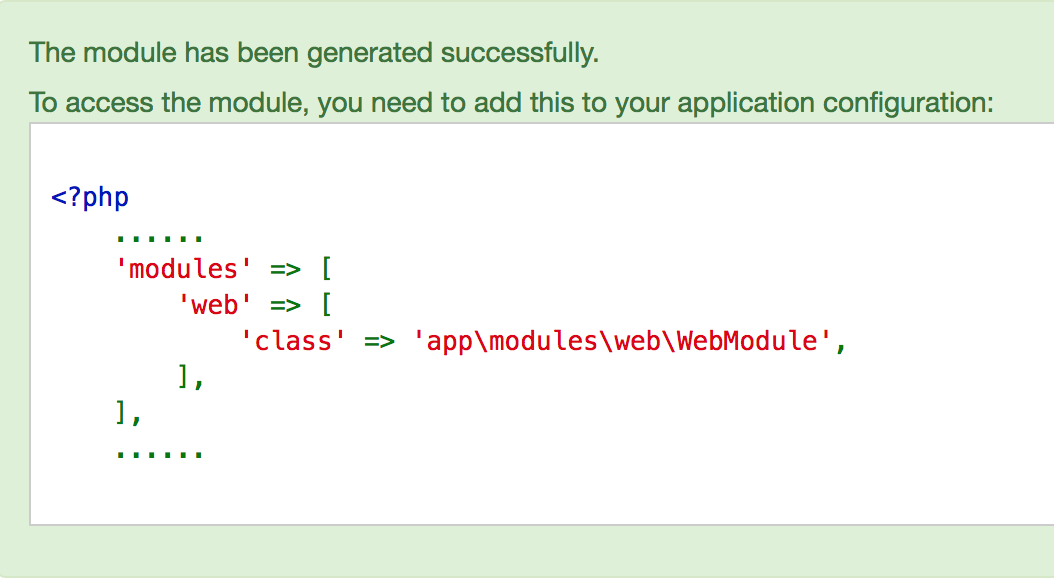 The module has been generated successfully.
To access the module, you need to add this to your application configuration:
<?php
......
'modules' => [
'web' => [
'class' => 'app\modules\web\WebModule',
],
],
......